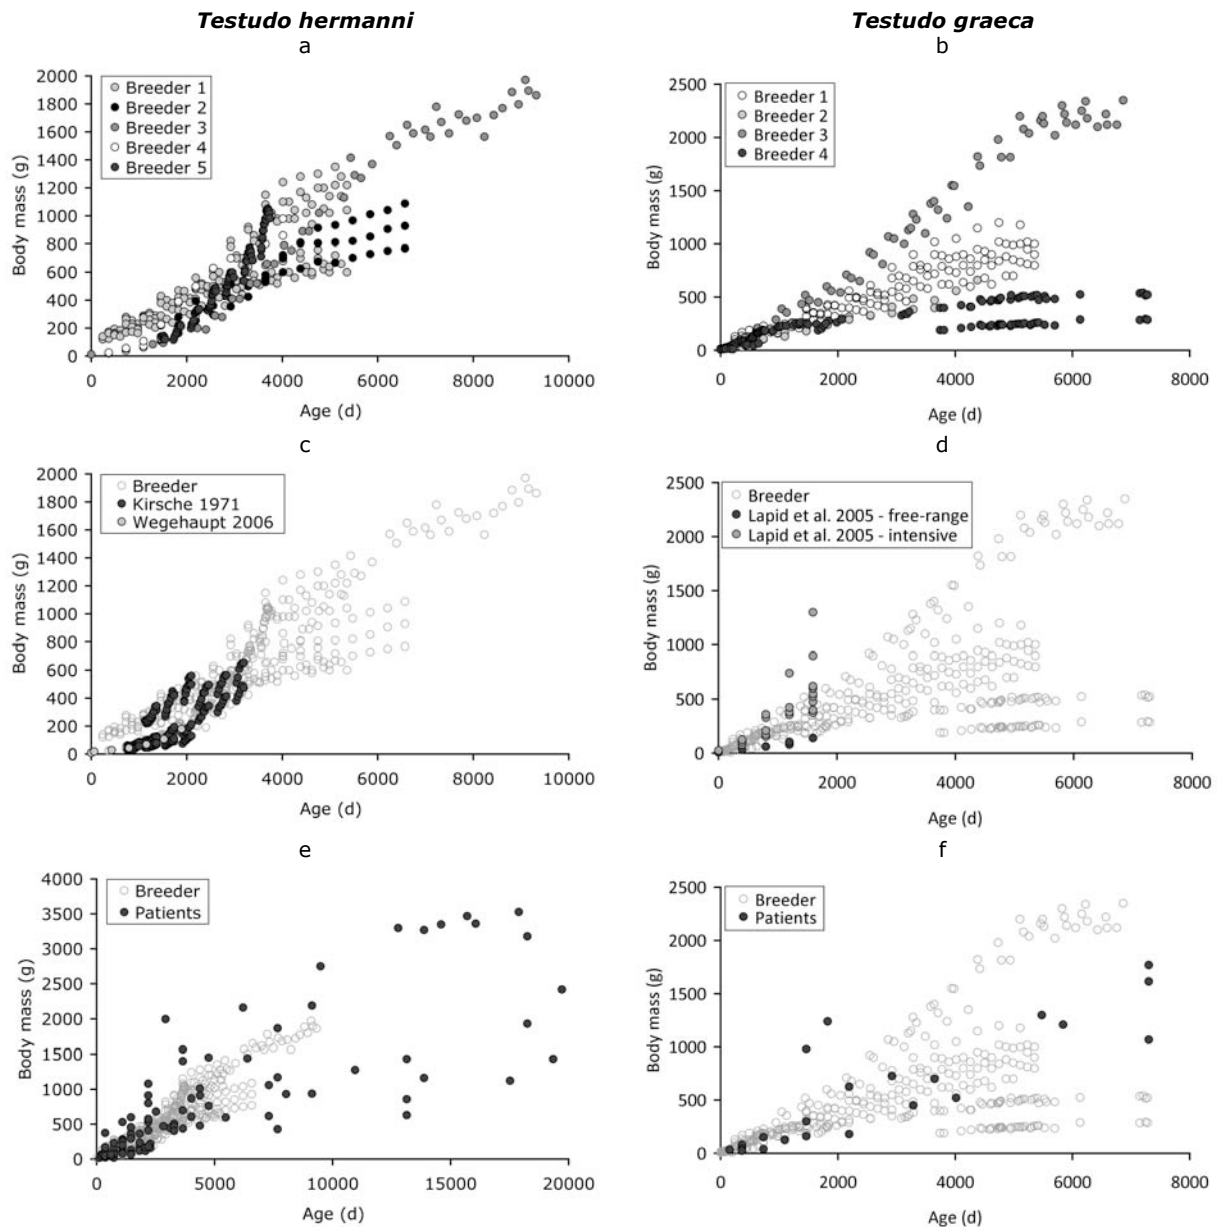 Testudo hermanni
Testudo graeca
a
b
2000
1800
1600
1400
1200
1000
800
600
400
200
0
Body mass (g)
Breeder 1
Breeder 2
Breeder 3
Breeder 4
Breeder 5
0 2000 4000 6000 8000 10000
Age (d)
2500
2000
1500
1000
500
0
Body mass (g)
Breeder 1
Breeder 2
Breeder 3
Breeder 4
0 2000 4000 6000 8000
Age (d)
c
d
2000
1800
1600
1400
1200
1000
800
600
400
200
0
Body mass (g)
Breeder
Kirsche 1971
Wegehaupt 2006
0 2000 4000 6000 8000 10000
Age (d)
2500
2000
1500
1000
500
0
Body mass (g)
Breeder
Lapid et al. 2005 - free-range
Lapid et al. 2005 - intensive
0 2000 4000 6000 8000
Age (d)
e
f
4000
3500
3000
2500
2000
1500
1000
500
0
Body mass (g)
Breeder
Patients
0 5000 10000 15000 20000
Age (d)
2500
2000
1500
1000
500
0
Body mass (g)
Breeder
Patients
0 2000 4000 6000 8000
Age (d)